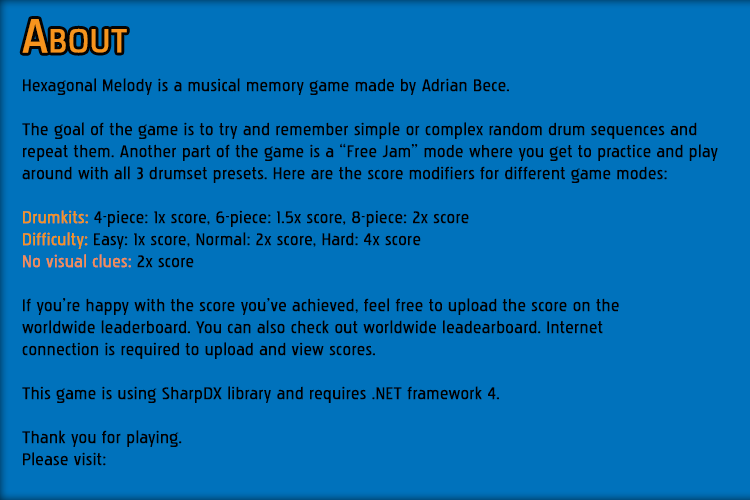 About
Hexagonal Melody is a musical memory game made by Adrian Bece.
The goal of the game is to try and remember simple or complex random drum sequences and
repeat them. Another part of the game is a “Free Jam” mode where you get to practice and play
around with all 3 drumset presets. Here are the score modifiers for different game modes:
Drumkits: 4-piece: 1x score, 6-piece: 1.5x score, 8-piece: 2x score
Difficulty: Easy: 1x score, Normal: 2x score, Hard: 4x score
No visual clues: 2x score
If you're happy with the score you've achieved, feel free to upload the score on the
worldwide leaderboard. You can also check out worldwide leadearboard. Internet
connection is required to upload and view scores.
This game is using SharpDX library and requires .NET framework 4.
Thank you for playing.
Please visit: